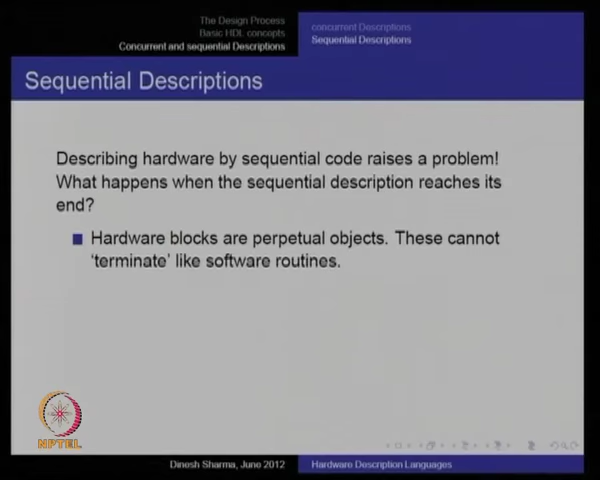 The Design Process
Basic HDL concepts
Concurrent and sequential Descriptions
concurrent Descriptions
Sequential Descriptions
Sequential Descriptions
Describing hardware by sequential code raises a problem!
What happens when the sequential description reaches its
end?
Hardware blocks are perpetual objects. These cannot
‘terminate’ like software routines.
NPTEL
Dinesh Sharma, June 2012
Hardware Description Languages